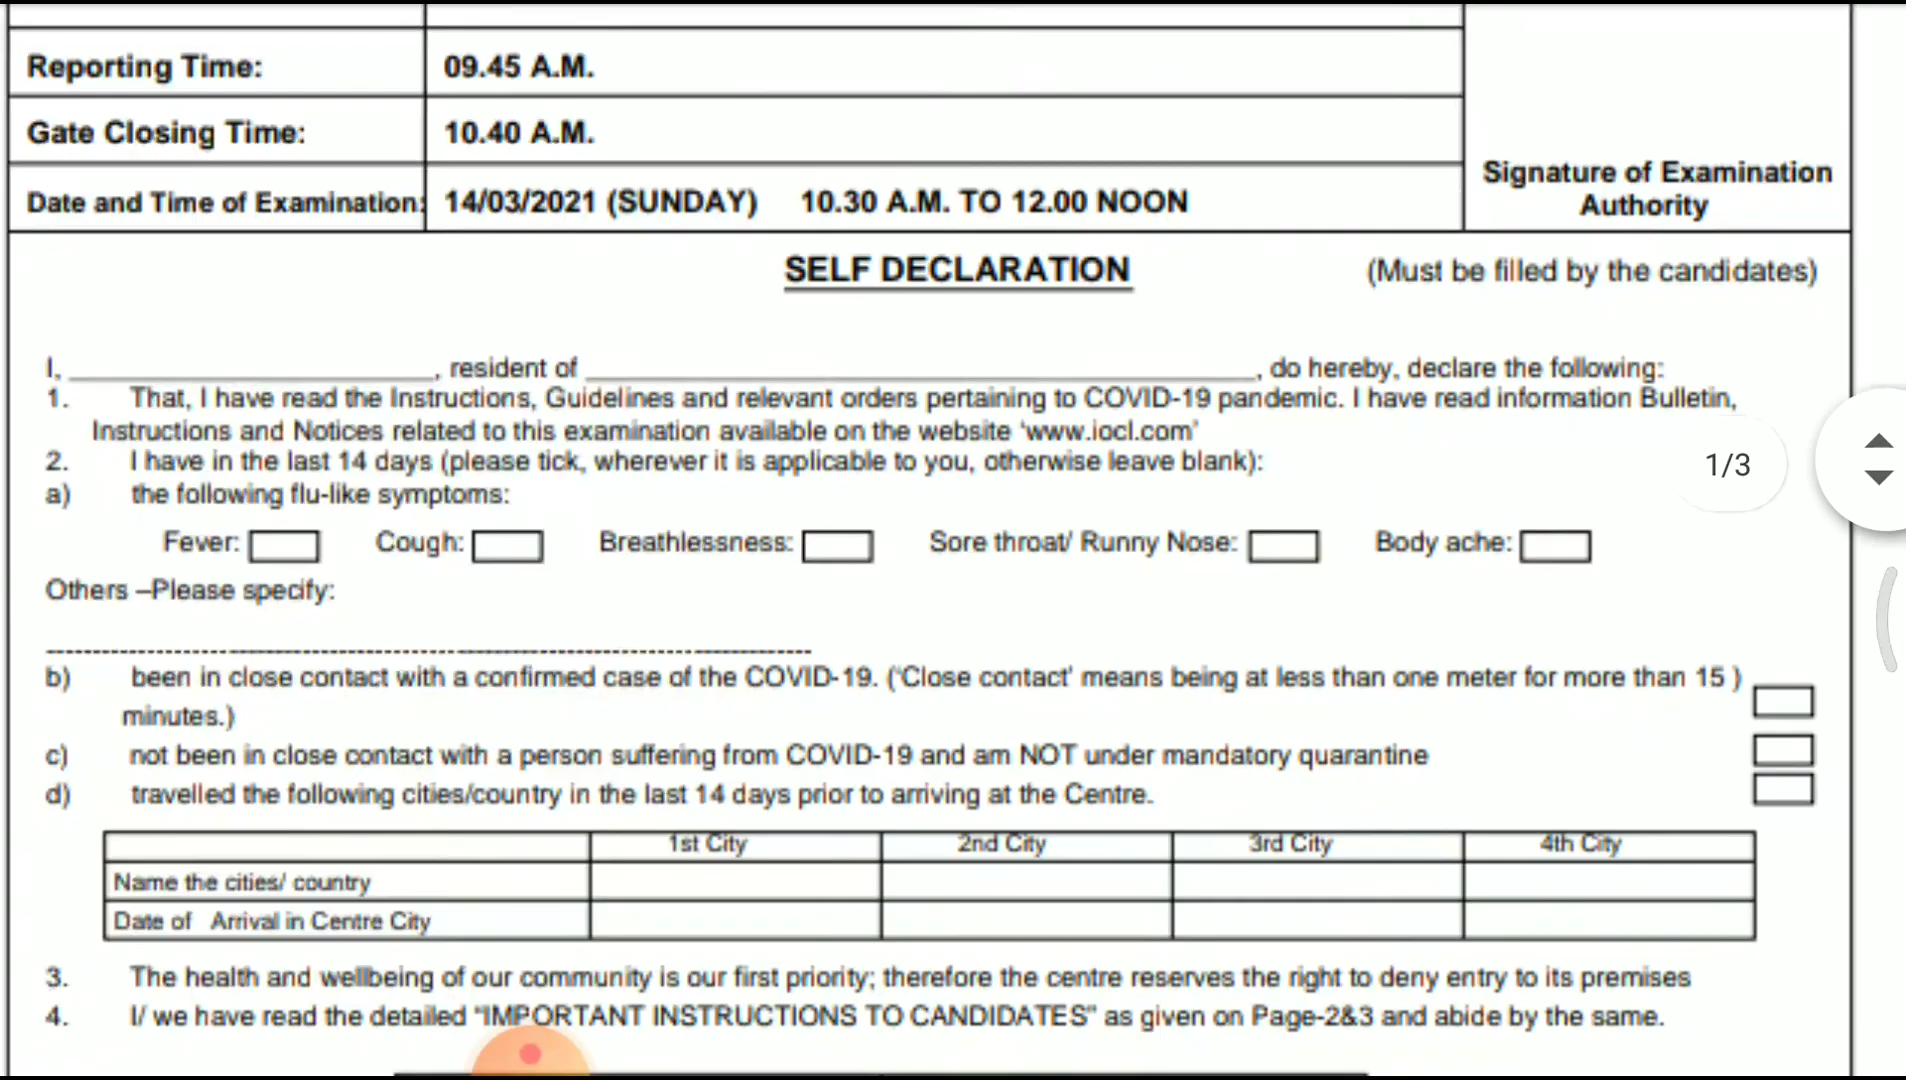 Reporting Time: 09.45 A.M.
Gate Closing Time: 10.40 A.M.
Date and Time of Examination: 14/03/2021 (SUNDAY) 10.30 A.M. TO 12.00 NOON
Signature of Examination
Authority
SELF DECLARATION (Must be filled by the candidates)
I, ____________________, resident of ____________________________________, do hereby, declare the following:
1. That, I have read the Instructions, Guidelines and relevant orders pertaining to COVID-19 pandemic. I have read information Bulletin,
Instructions and Notices related to this examination available on the website 'www.iocl.com'
2. I have in the last 14 days (please tick, wherever it is applicable to you, otherwise leave blank):
a) the following flu-like symptoms:
1/3
Fever: Cough: Breathlessness: Sore throat/ Runny Nose: Body ache:
Others –Please specify:
--------------------------------------------------------------------------------
b) been in close contact with a confirmed case of the COVID-19. ('Close contact' means being at less than one meter for more than 15 )
minutes.)
c) not been in close contact with a person suffering from COVID-19 and am NOT under mandatory quarantine
d) travelled the following cities/country in the last 14 days prior to arriving at the Centre.
1st City 2nd City 3rd City 4th City
Name the cities/ country
Date of Arrival in Centre City
3. The health and wellbeing of our community is our first priority; therefore the centre reserves the right to deny entry to its premises
4. I/ we have read the detailed "IMPORTANT INSTRUCTIONS TO CANDIDATES" as given on Page-2&3 and abide by the same.